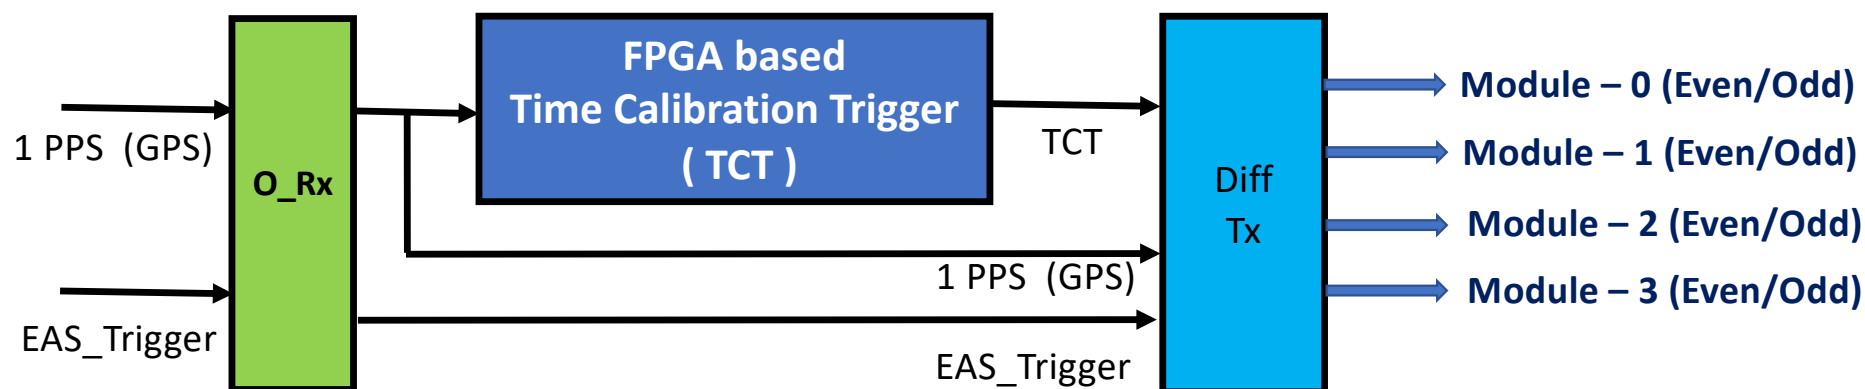 1 PPS (GPS)
EAS_Trigger
O_Rx
FPGA based
Time Calibration Trigger
( TCT )
TCT
1 PPS (GPS)
EAS_Trigger
Diff
Tx
Module – 0 (Even/Odd)
Module – 1 (Even/Odd)
Module – 2 (Even/Odd)
Module – 3 (Even/Odd)